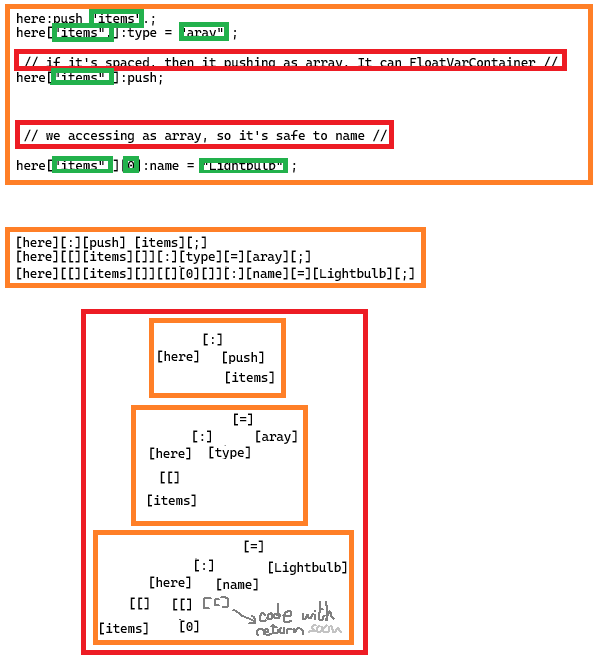 here:push "items".;
here["items".]:type = "aray" ;
// if it's spaced, then it pushing as array. It can FloatVarContainer //
here["items" ]:push;
// we accessing as array, so it's safe to name //
here["items" ][0]:name = "Lightbulb" ;
[here][:][push] [items][;]
[here][[][items][]][:][type][=][aray][;]
[here][[][items][]][[][0][]][:][name][=][Lightbulb][;]
[:]
[here] [push]
[items]
[=]
[:] [aray]
[here] [type]
[[]
[items]
[=]
[:] [Lightbulb]
[here] [name]
[[] [[] [[]
[items] [0] code with
return soon